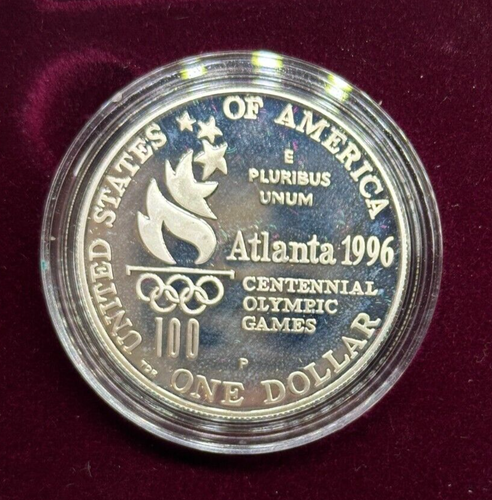 UNITED STATES OF AMERICA
E
PLURIBUS
UNUM
Atlanta 1996
CENTENNIAL
OLYMPIC
GAMES
100
P
ONE DOLLAR